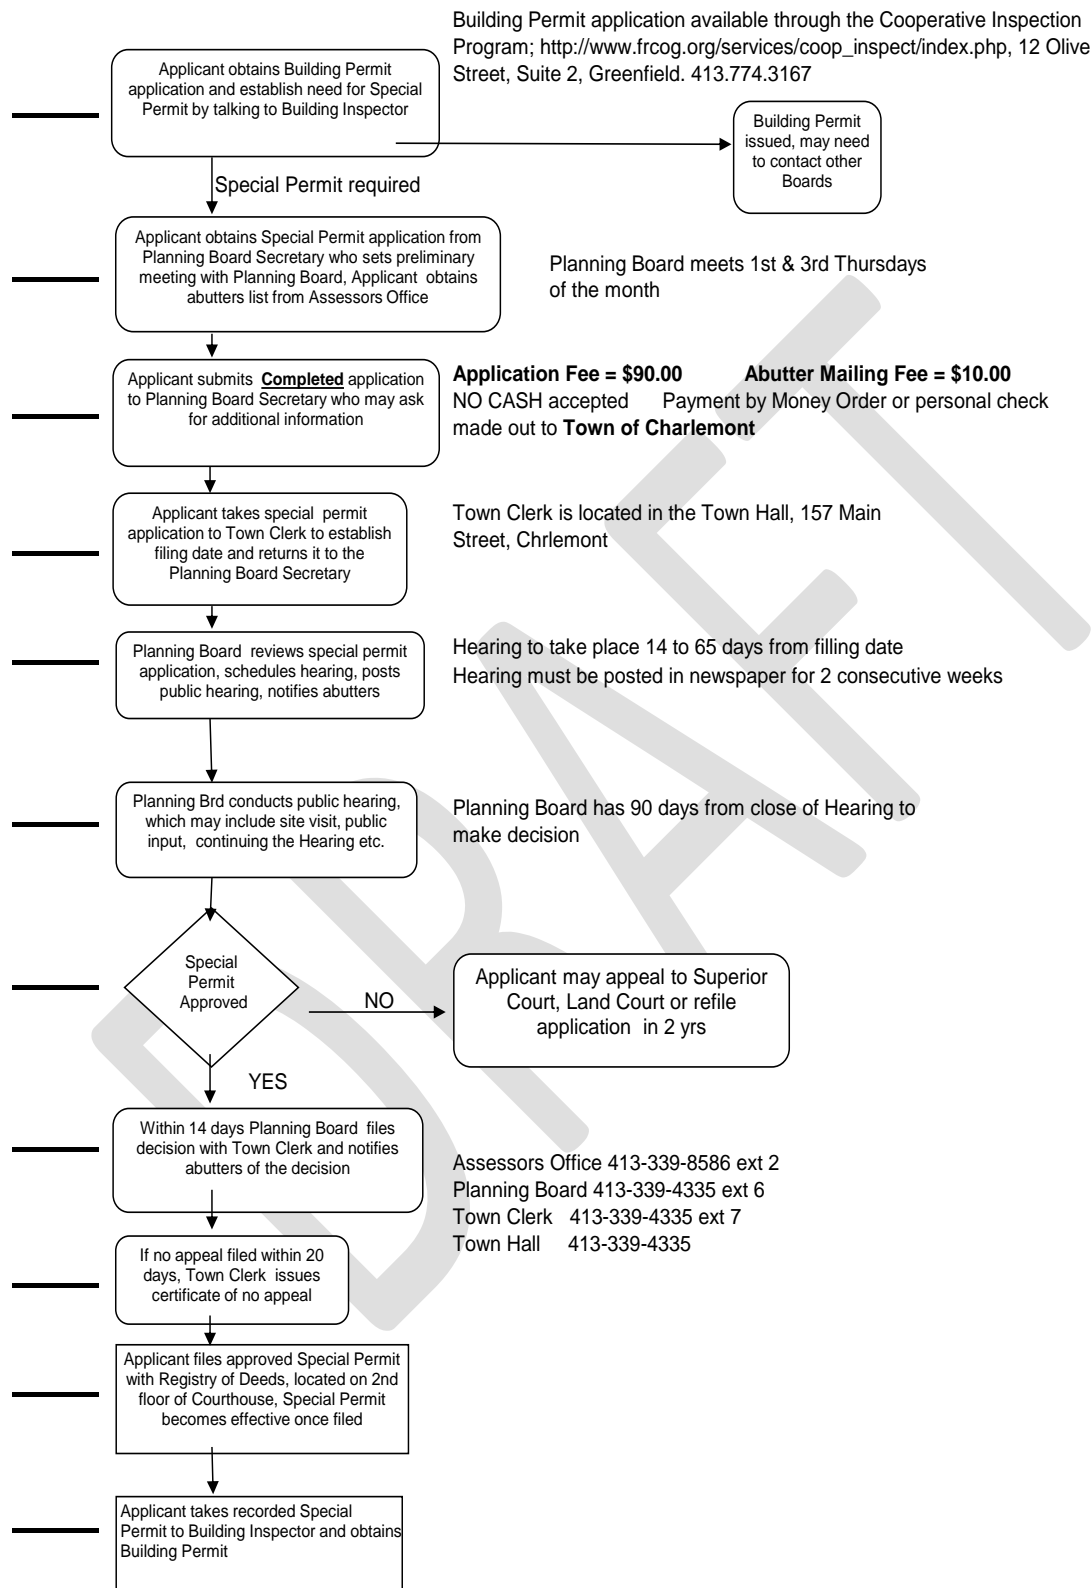 Building Permit application available through the Cooperative Inspection
Program; http://www.frcog.org/services/coop_inspect/index.php, 12 Olive
Street, Suite 2, Greenfield. 413.774.3167
Applicant obtains Building Permit
application and establish need for Special
Permit by talking to Building Inspector
Building Permit
issued, may need
to contact other
Boards
Special Permit required
Applicant obtains Special Permit application from
Planning Board Secretary who sets preliminary
meeting with Planning Board, Applicant obtains
abutters list from Assessors Office
Planning Board meets 1st & 3rd Thursdays
of the month
Applicant submits Completed application
to Planning Board Secretary who may ask
for additional information
Application Fee = $90.00 Abutter Mailing Fee = $10.00
NO CASH accepted Payment by Money Order or personal check
made out to Town of Charlemont
Applicant takes special permit
application to Town Clerk to establish
filing date and returns it to the
Planning Board Secretary
Town Clerk is located in the Town Hall, 157 Main
Street, Chrlemont
Planning Board reviews special permit
application, schedules hearing, posts
public hearing, notifies abutters
Hearing to take place 14 to 65 days from filling date
Hearing must be posted in newspaper for 2 consecutive weeks
Planning Brd conducts public hearing,
which may include site visit, public
input, continuing the Hearing etc.
Planning Board has 90 days from close of Hearing to
make decision
Special
Permit
Approved
NO
Applicant may appeal to Superior
Court, Land Court or refile
application in 2 yrs
YES
Within 14 days Planning Board files
decision with Town Clerk and notifies
abutters of the decision
Assessors Office 413-339-8586 ext 2
Planning Board 413-339-4335 ext 6
Town Clerk 413-339-4335 ext 7
Town Hall 413-339-4335
If no appeal filed within 20
days, Town Clerk issues
certificate of no appeal
Applicant files approved Special Permit
with Registry of Deeds, located on 2nd
floor of Courthouse, Special Permit
becomes effective once filed
Applicant takes recorded Special
Permit to Building Inspector and obtains
Building Permit
DRAFT